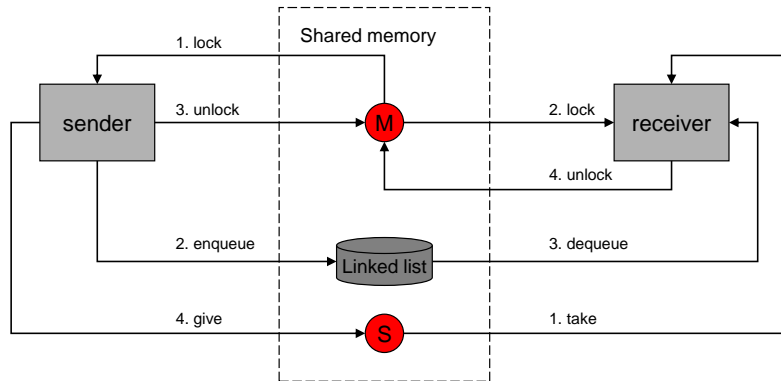 Shared memory
1. lock
sender
3. unlock
M
2. lock
receiver
4. unlock
2. enqueue
Linked list
3. dequeue
4. give
S
1. take